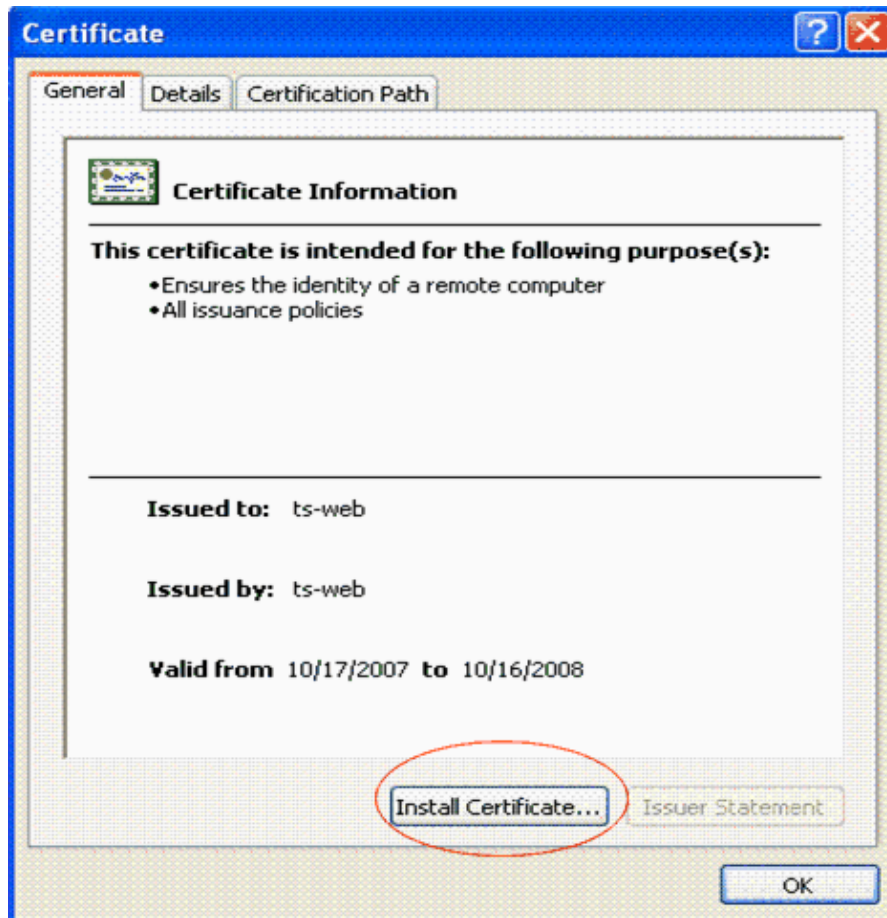 Certificate
General Details Certification Path
Certificate Information
This certificate is intended for the following purpose(s):
•Ensures the identity of a remote computer
•All issuance policies
Issued to: ts-web
Issued by: ts-web
Valid from 10/17/2007 to 10/16/2008
Install Certificate... Issuer Statement
OK